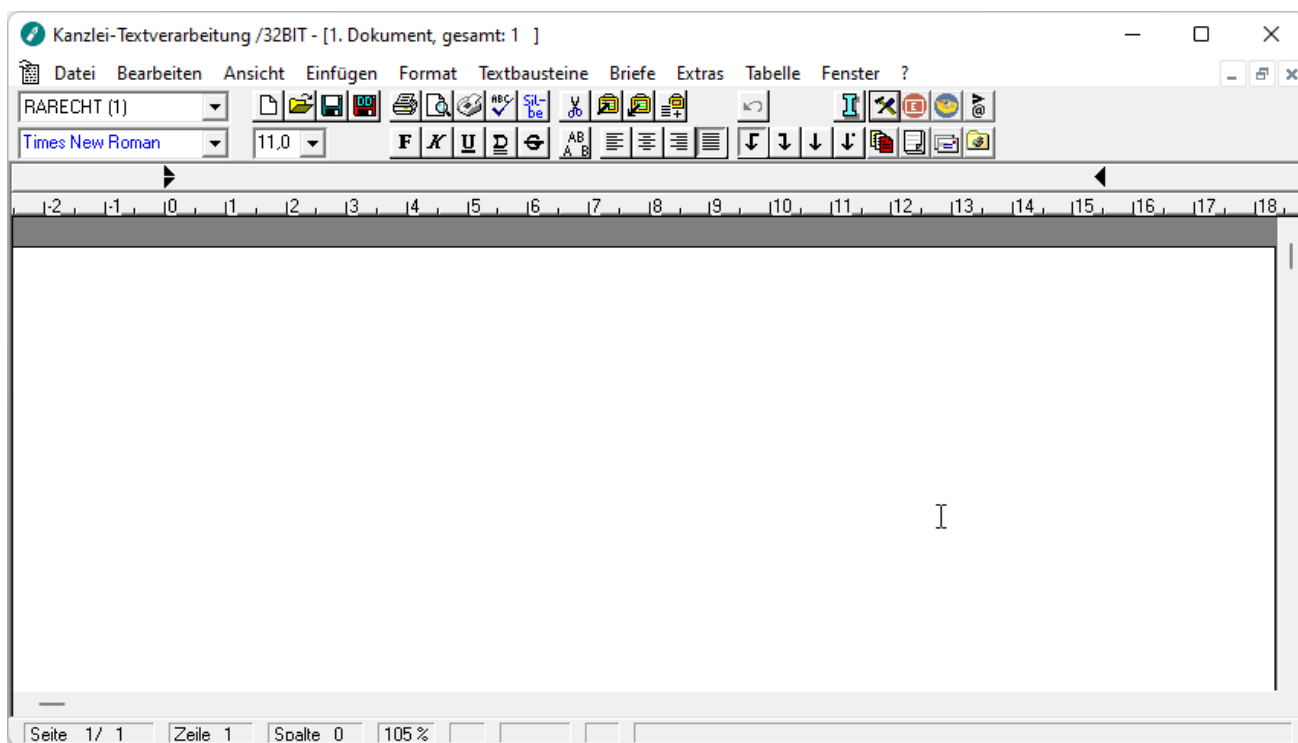 Kanzlei-Textverarbeitung /32BIT - [1. Dokument, gesamt: 1 ]
Datei Bearbeiten Ansicht Einfügen Format Textbausteine Briefe Extras Tabelle Fenster ?
RARECHT (1) ABC Sil-be
Times New Roman 11,0 F K U D S AB A B
-2 -1 0 1 2 3 4 5 6 7 8 9 10 11 12 13 14 15 16 17 18
Seite 1/ 1 Zeile 1 Spalte 0 105 %